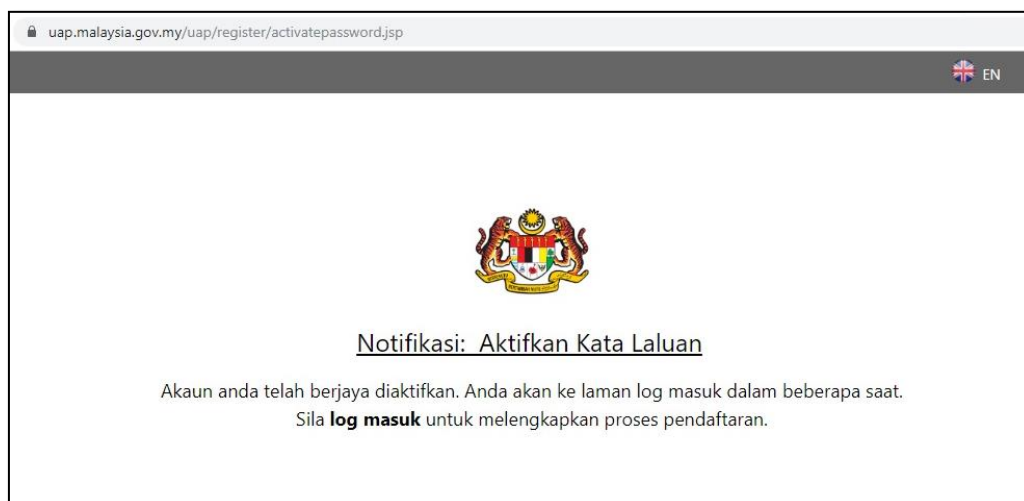 uap.malaysia.gov.my/uap/register/activatepassword.jsp
EN
Notifikasi: Aktifkan Kata Laluan
Akaun anda telah berjaya diaktifkan. Anda akan ke laman log masuk dalam beberapa saat.
Sila log masuk untuk melengkapkan proses pendaftaran.